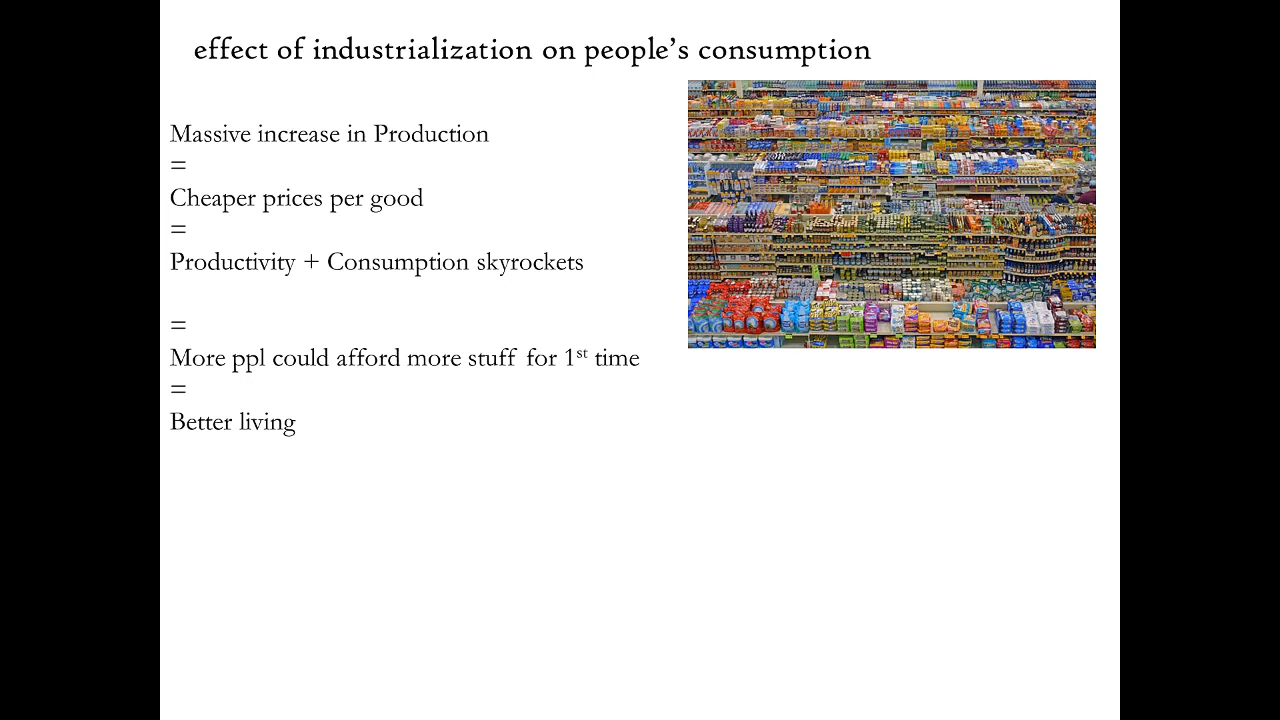 effect of industrialization on people’s consumption
Massive increase in Production
=
Cheaper prices per good
=
Productivity + Consumption skyrockets
=
More ppl could afford more stuff for 1st time
=
Better living